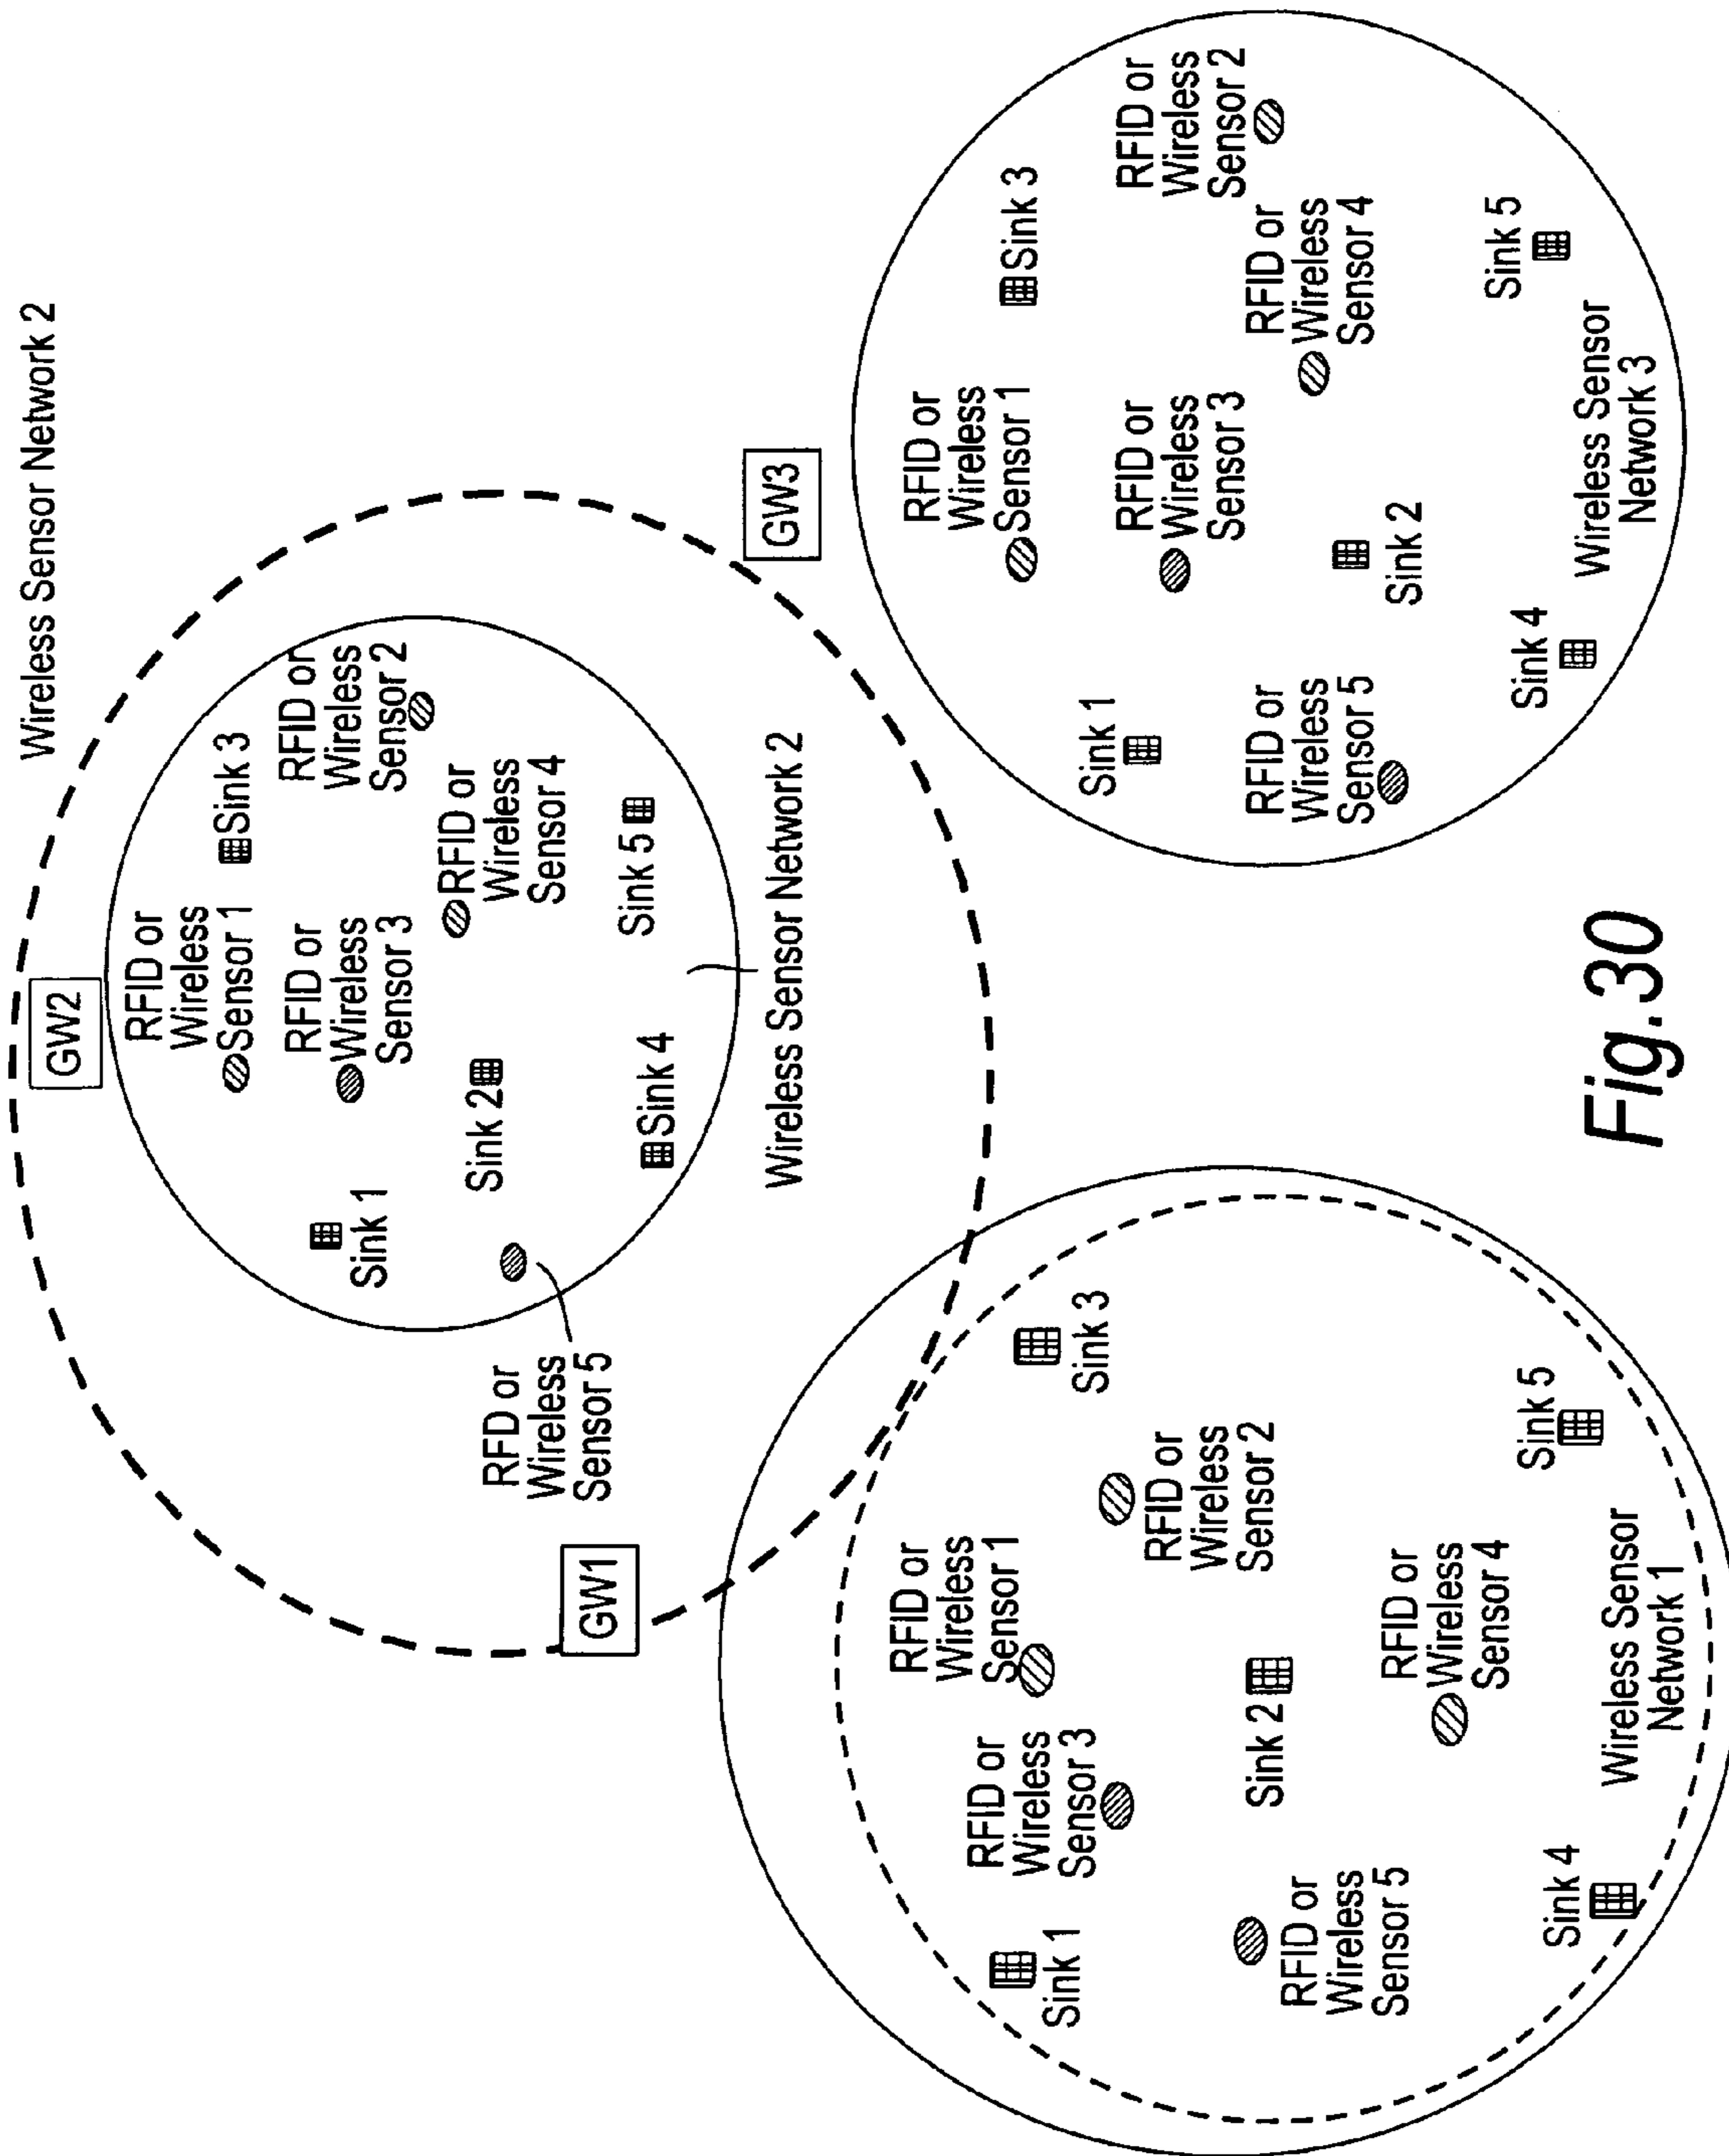 Wireless Sensor Network 2
GW2
RFID or
Wireless
Sensor 1
Sink 3
RFID or
Wireless
Sensor 2
RFID or
Wireless
Sensor 3
Sink 1
RFID or
Wireless
Sensor 4
Sink 2
RFD or
Wireless
Sensor 5
Sink 5
Sink 4
Wireless Sensor Network 2
GW1
GW3
RFID or
Wireless
Sensor 1
RFID or
Wireless
Sensor 3
Sink 3
Sink 1
RFID or
Wireless
Sensor 2
Sink 2
RFID or
Wireless
Sensor 5
RFID or
Wireless
Sensor 4
Sink 5
Sink 4
Wireless Sensor
Network 1
RFID or
Wireless
Sensor 1
Sink 3
RFID or
Wireless
Sensor 2
RFID or
Wireless
Sensor 3
Sink 1
RFID or
Wireless
Sensor 4
RFID or
Wireless
Sensor 5
Sink 2
Sink 5
Sink 4
Wireless Sensor
Network 3
Fig.30